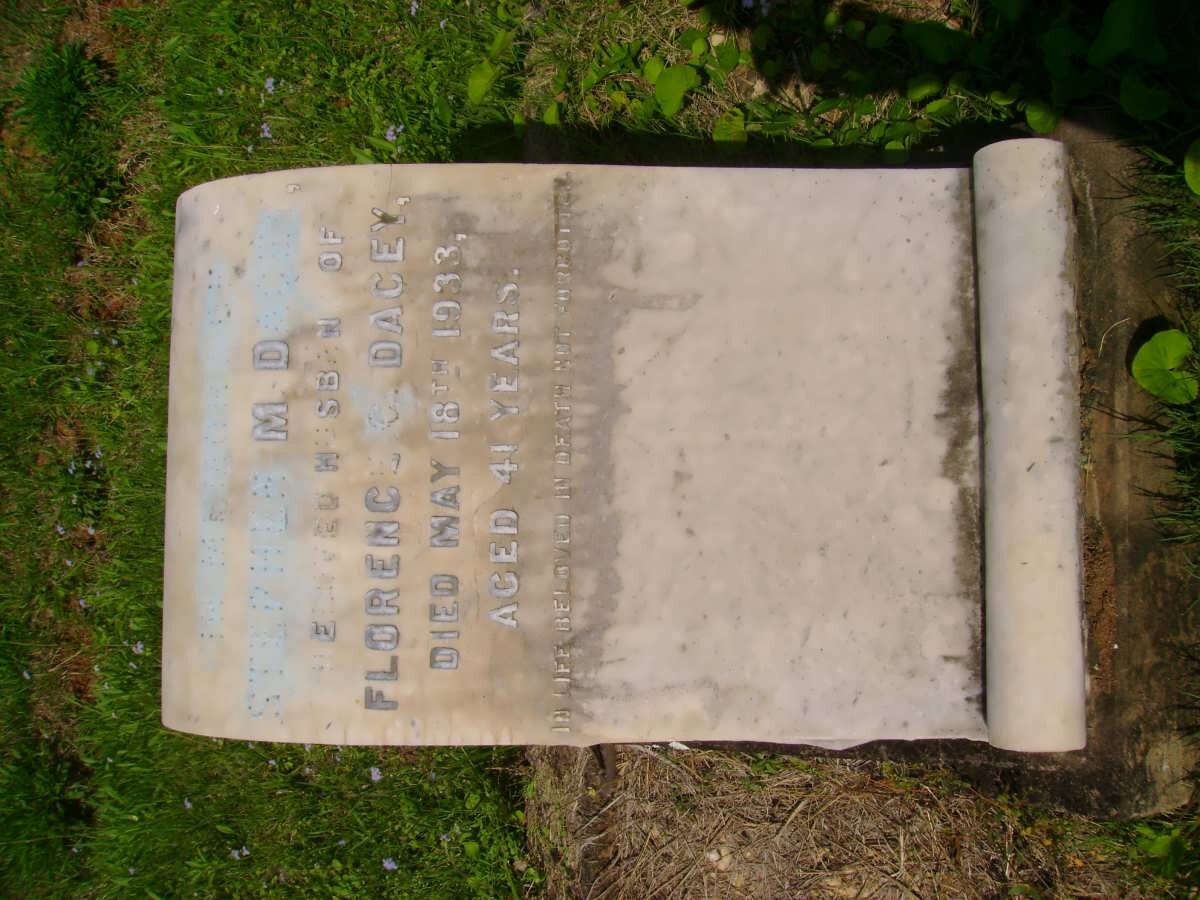 STEPHEN M. DACEY,
BELOVED HUSBAND OF
FLORENCE C. DACEY,
DIED MAY 18TH 1933,
AGED 41 YEARS.
IN LIFE BELOVED IN DEATH NOT FORGOTTEN.